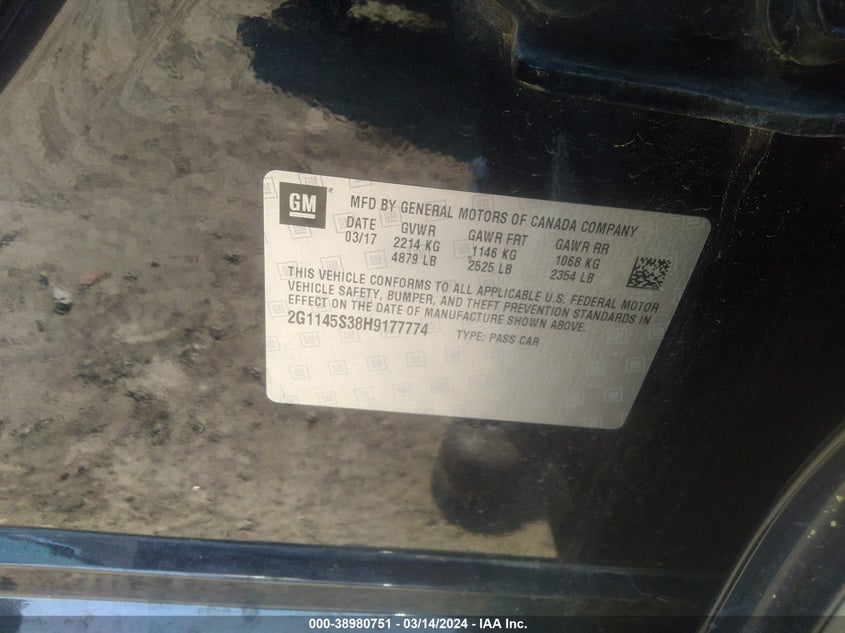 GM
MFD BY GENERAL MOTORS OF CANADA COMPANY
DATE GVWR GAWR FRT GAWR RR
03/17 2214 KG 1146 KG 1068 KG
4879 LB 2525 LB 2354 LB
THIS VEHICLE CONFORMS TO ALL APPLICABLE U.S. FEDERAL MOTOR
VEHICLE SAFETY, BUMPER, AND THEFT PREVENTION STANDARDS IN
EFFECT ON THE DATE OF MANUFACTURE SHOWN ABOVE.
2G1145S38H9177774 TYPE: PASS CAR
000-38980751 — 03/14/2024 — IAA Inc.